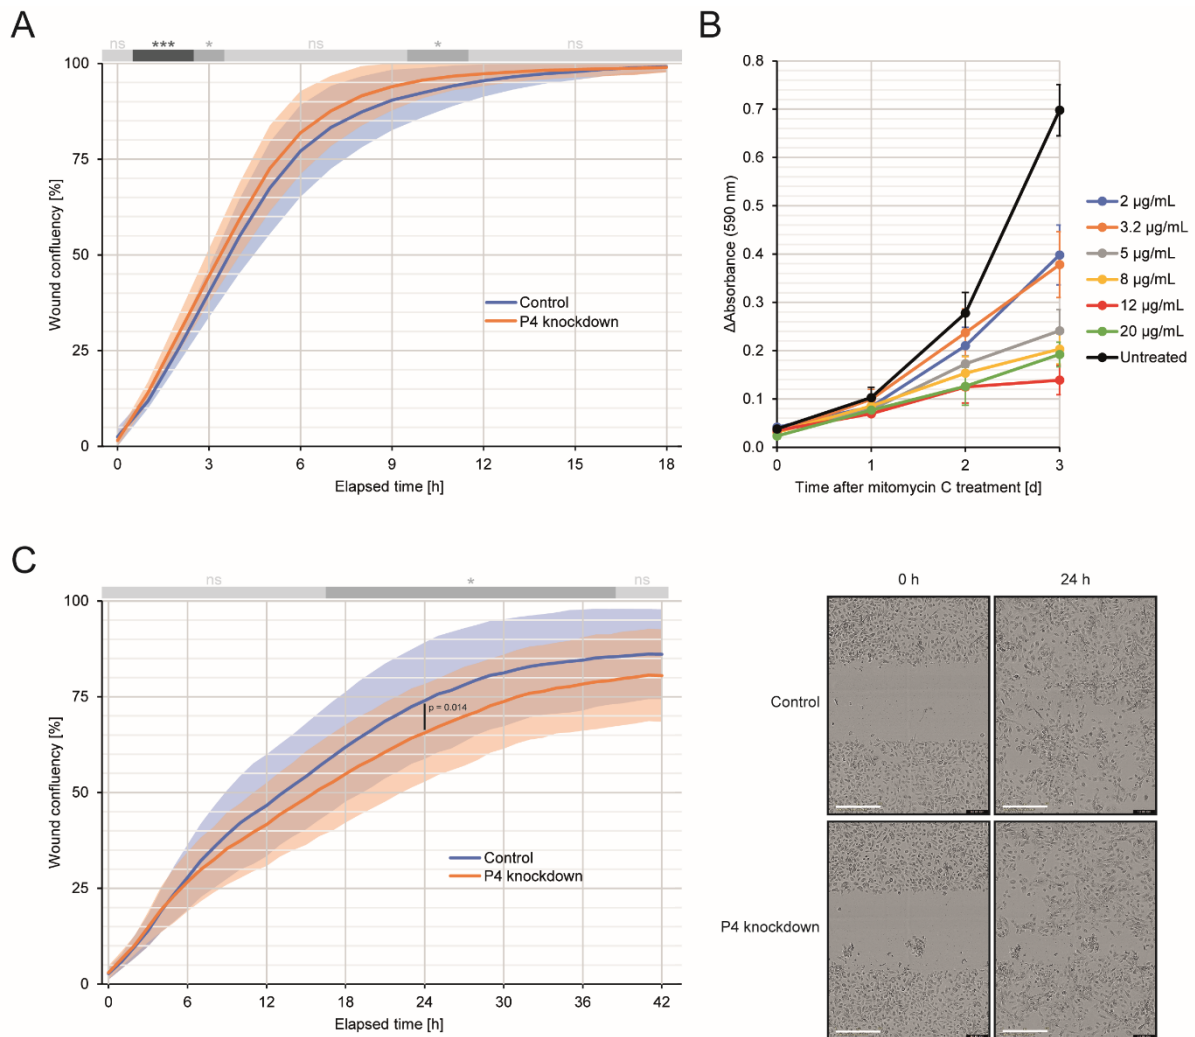 A
ns *** * ns * ns
100
75
50
25
0
Wound confluency [%]
Control
P4 knockdown
0 3 6 9 12 15 18
Elapsed time [h]
B
0.8
0.7
0.6
0.5
0.4
0.3
0.2
0.1
0.0
ΔAbsorbance (590 nm)
0 1 2 3
Time after mitomycin C treatment [d]
2 µg/mL
3.2 µg/mL
5 µg/mL
8 µg/mL
12 µg/mL
20 µg/mL
Untreated
C
ns * ns
100
75
50
25
0
Wound confluency [%]
p = 0.014
Control
P4 knockdown
0 6 12 18 24 30 36 42
Elapsed time [h]
0 h 24 h
Control
P4 knockdown